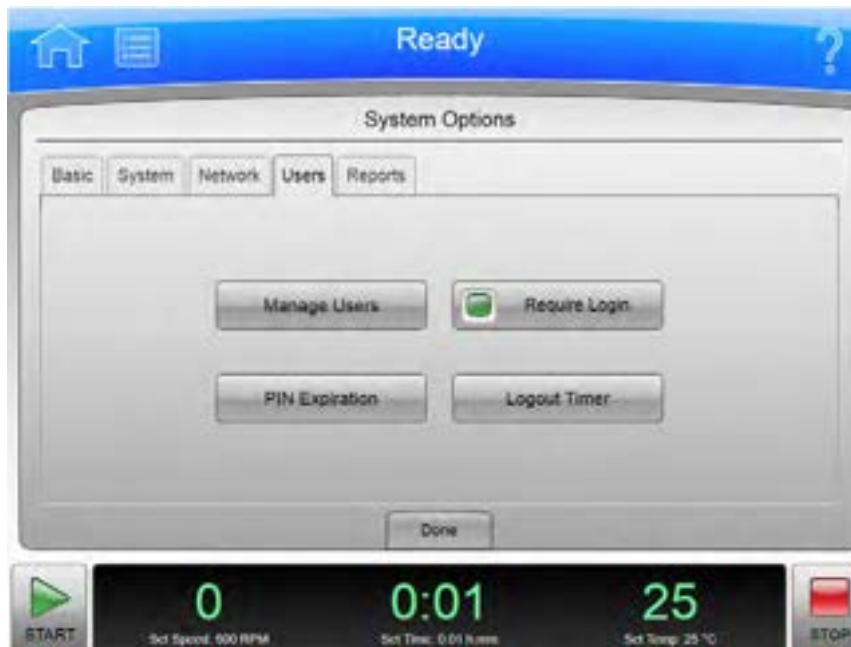 Ready
System Options
Basic System Network Users Reports
Manage Users Require Login
PIN Expiration Logout Timer
Done
0 0:01 25
START Set Speed: 500 RPM Set Time: 0:01 h:mm Set Temp: 25 °C STOP